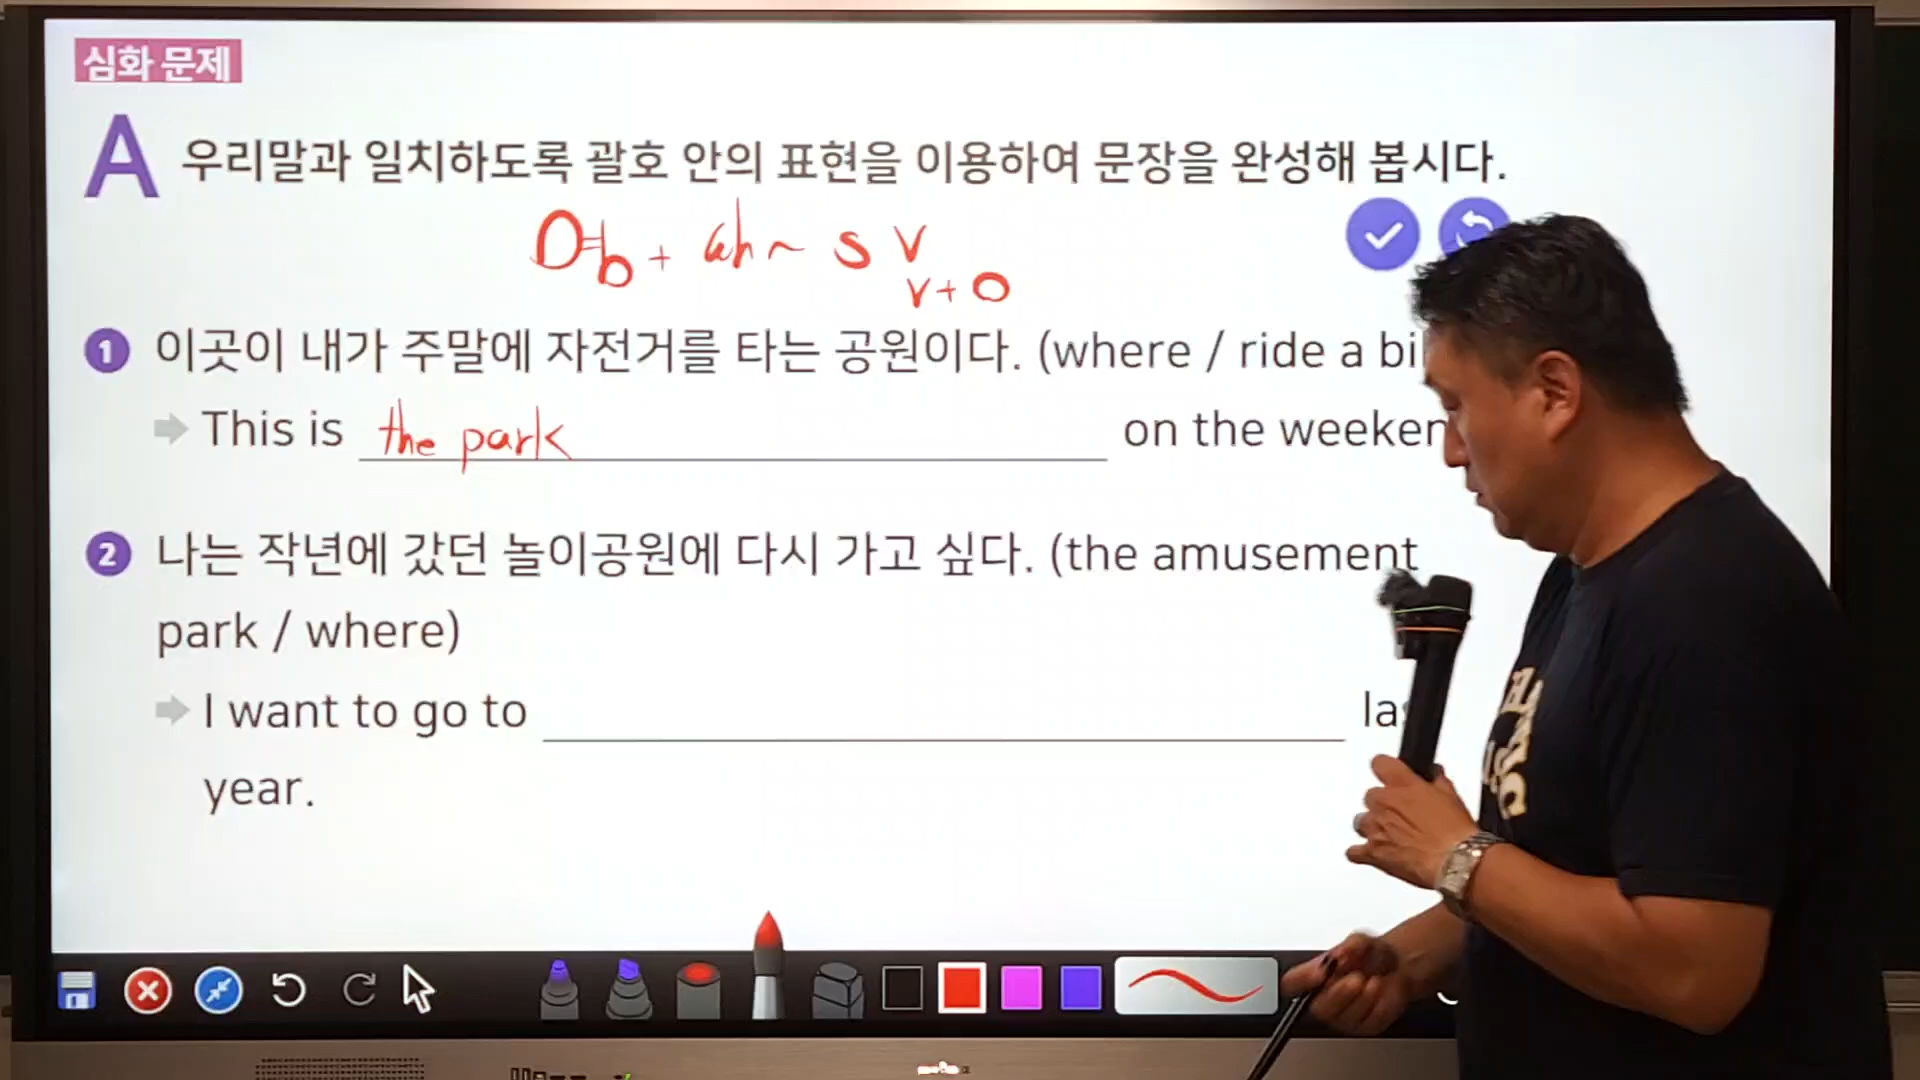 심화 문제
A 우리말과 일치하도록 괄호 안의 표현을 이용하여 문장을 완성해 봅시다.
+ wh~ S V
V+O
1 이곳이 내가 주말에 자전거를 타는 공원이다. (where / ride a
This is the park on the
2 나는 작년에 갔던 놀이공원에 다시 가고 싶다. (the amusement
park / where)
I want to go to
year.